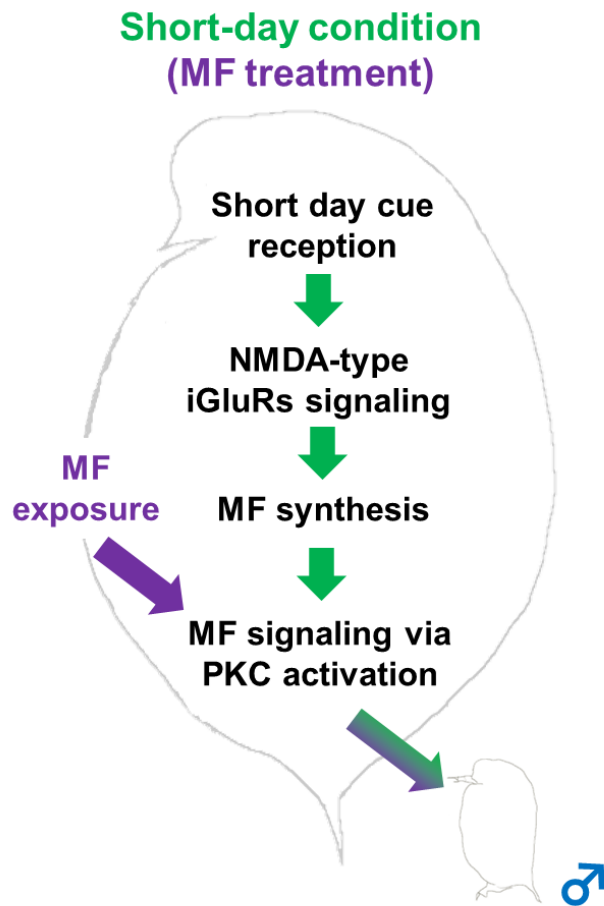 Short-day condition
(MF treatment)
Short day cue
reception
NMDA-type
iGluRs signaling
MF
exposure
MF synthesis
MF signaling via
PKC activation